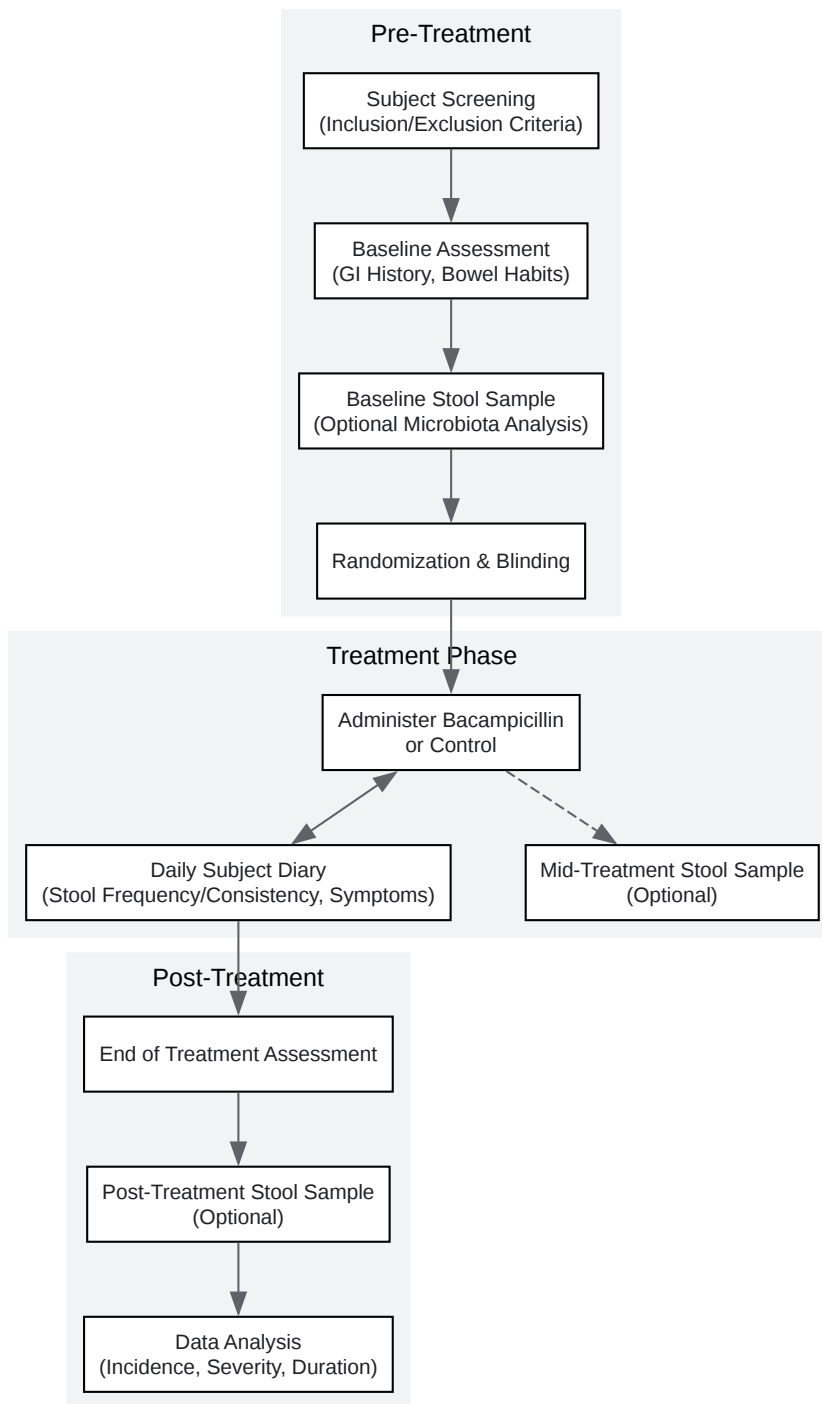 Pre-Treatment
Subject Screening
(Inclusion/Exclusion Criteria)
Baseline Assessment
(GI History, Bowel Habits)
Baseline Stool Sample
(Optional Microbiota Analysis)
Randomization & Blinding
Treatment Phase
Administer Bacampicillin
or Control
Daily Subject Diary
(Stool Frequency/Consistency, Symptoms)
Mid-Treatment Stool Sample
(Optional)
Post-Treatment
End of Treatment Assessment
Post-Treatment Stool Sample
(Optional)
Data Analysis
(Incidence, Severity, Duration)